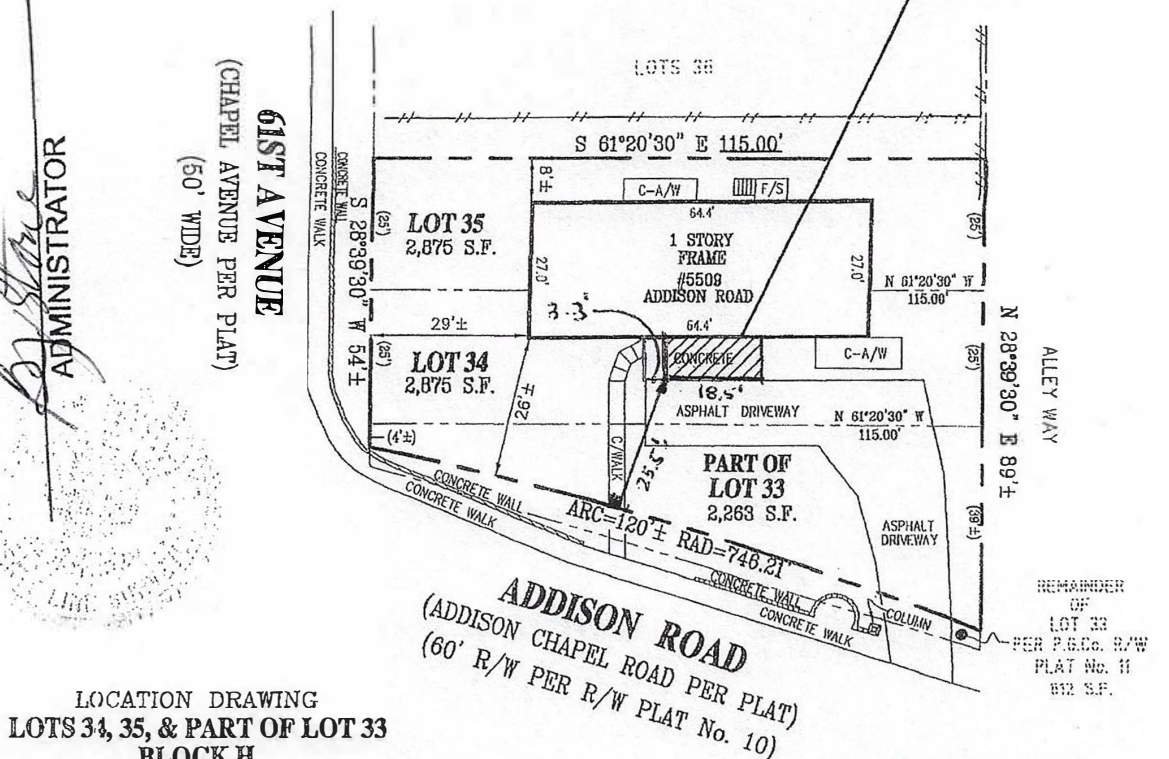 LOTS 36
S 61°20'30" E 115.00'
8'±
C-A/W
F/S
64.4'
LOT 35
2,875 S.F.
(25')
(25')
1 STORY
FRAME
#5509
ADDISON ROAD
27.0'
27.0'
64.4'
N 61°20'30" W
115.00'
3-3"
29'±
CONCRETE
C-A/W
LOT 34
2,875 S.F.
(25')
(25')
18.5'
ASPHALT DRIVEWAY
N 61°20'30" W
115.00'
26'±
(4'±)
C/WALK
25.5'
PART OF
LOT 33
2,263 S.F.
ASPHALT
DRIVEWAY
(39'±)
S 28°39'30" W 54'±
N 28°39'30" E 89'±
ALLEY WAY
CONCRETE WALL
CONCRETE WALK
61ST AVENUE
(CHAPEL AVENUE PER PLAT)
(50' WIDE)
ADMINISTRATOR
CONCRETE WALL
CONCRETE WALK
ARC=120'± RAD=746.21'
CONCRETE WALL
CONCRETE WALK
COLUMN
ADDISON ROAD
(ADDISON CHAPEL ROAD PER PLAT)
(60' R/W PER R/W PLAT No. 10)
REMAINDER
OF
LOT 33
PER P.G.Co. R/W
PLAT No. 11
612 S.F.
LOCATION DRAWING
LOTS 34, 35, & PART OF LOT 33
BLOCK H